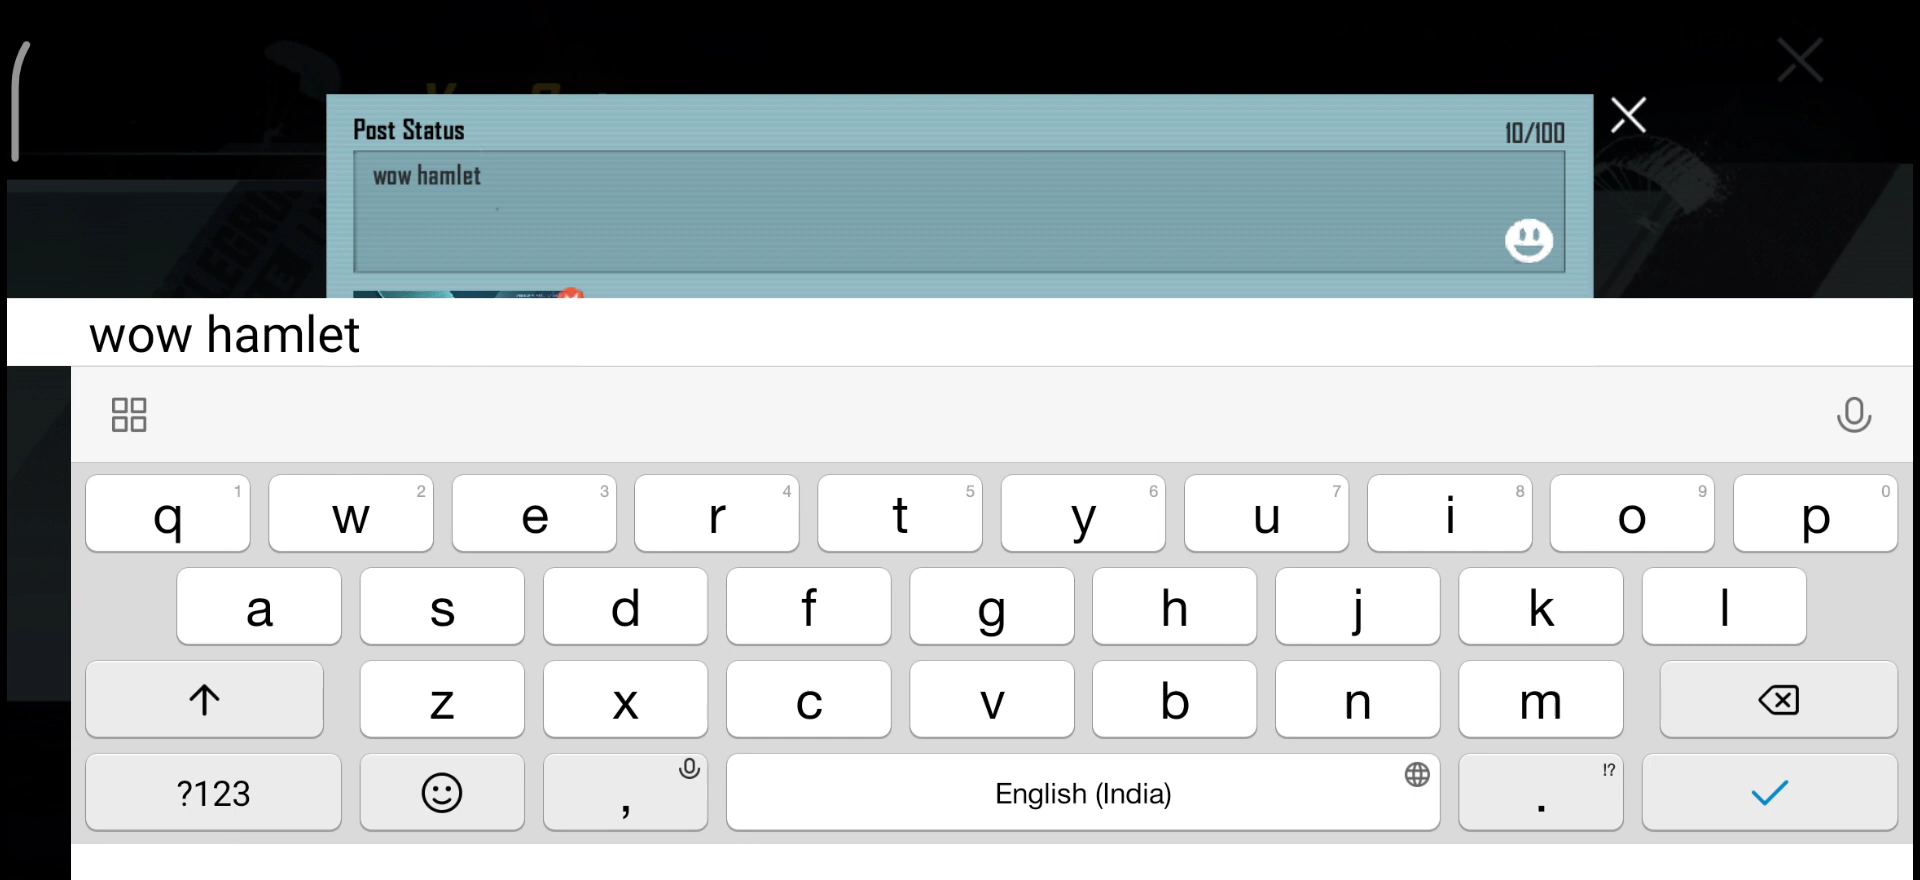 Post Status
10/100
wow hamlet
wow hamlet
q 1 w 2 e 3 r 4 t 5 y 6 u 7 i 8 o 9 p 0
a s d f g h j k l
z x c v b n m
?123 , English (India) . !?